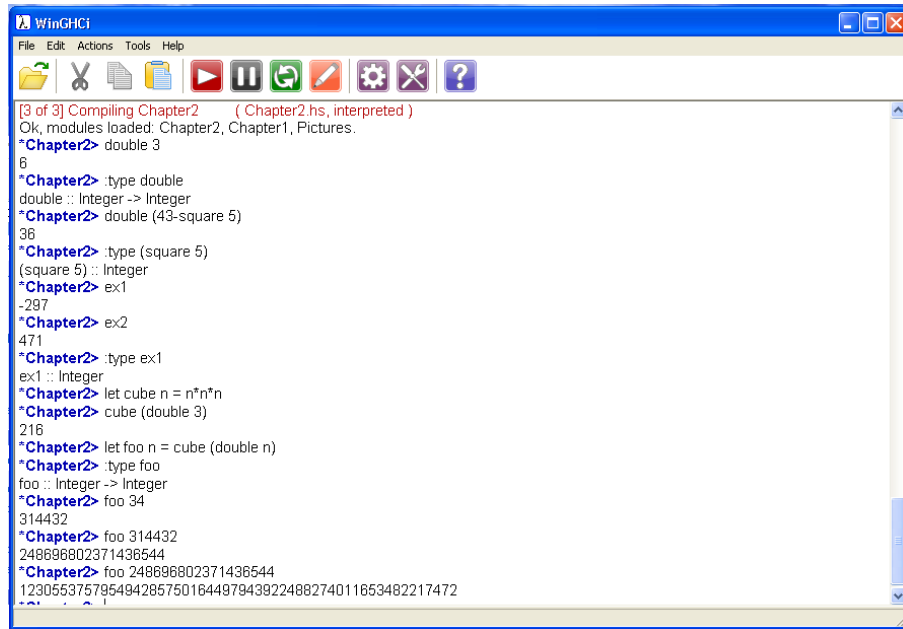 WinGHCi
File Edit Actions Tools Help
[3 of 3] Compiling Chapter2 ( Chapter2.hs, interpreted )
Ok, modules loaded: Chapter2, Chapter1, Pictures.
*Chapter2> double 3
6
*Chapter2> :type double
double :: Integer -> Integer
*Chapter2> double (43-square 5)
36
*Chapter2> :type (square 5)
(square 5) :: Integer
*Chapter2> ex1
-297
*Chapter2> ex2
471
*Chapter2> :type ex1
ex1 :: Integer
*Chapter2> let cube n = n*n*n
*Chapter2> cube (double 3)
216
*Chapter2> let foo n = cube (double n)
*Chapter2> :type foo
foo :: Integer -> Integer
*Chapter2> foo 34
314432
*Chapter2> foo 314432
248696802371436544
*Chapter2> foo 248696802371436544
123055375795494285750164497943922488274011653482217472